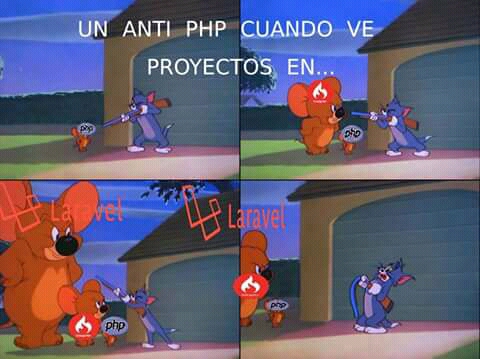 UN ANTI PHP CUANDO VE
PROYECTOS EN...
php
php
Laravel
php
Laravel
php